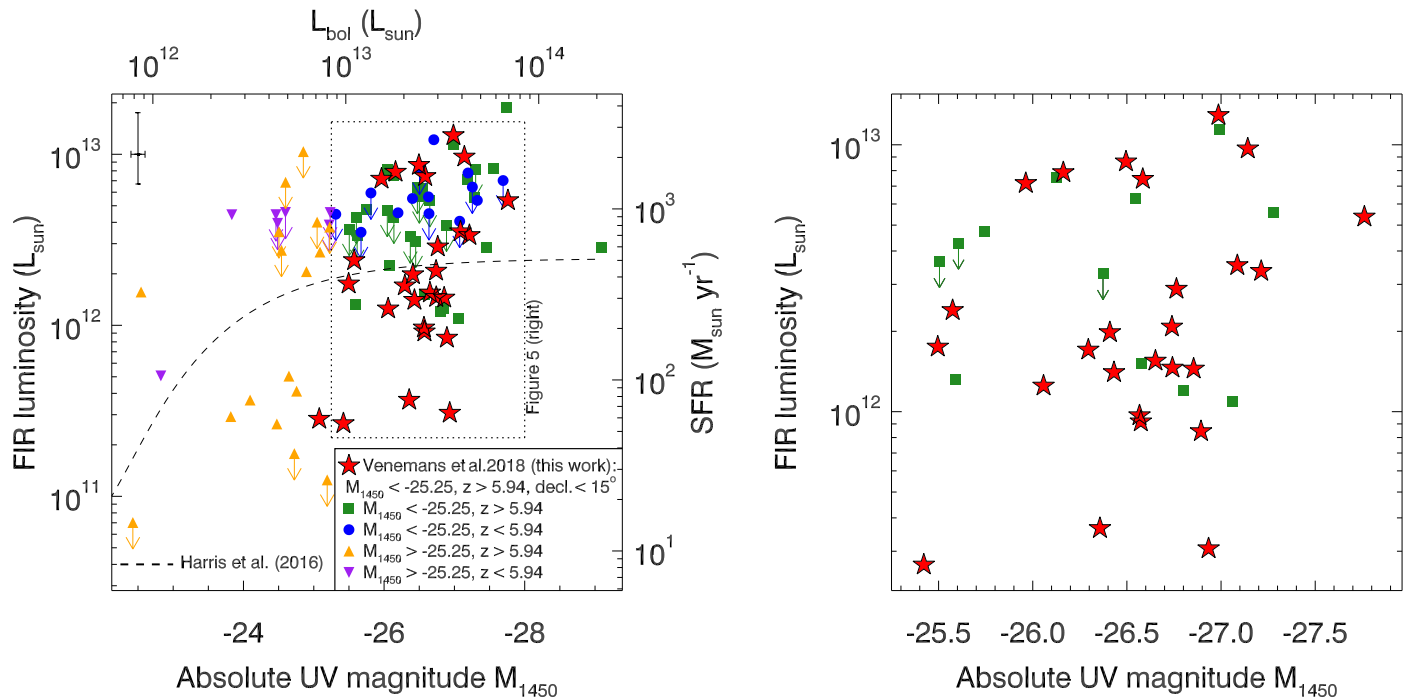 L_bol (L_sun)
10^12 10^13 10^14
10^13
10^12
10^11
FIR luminosity (L_sun)
10^3
10^2
10^1
SFR (M_sun yr^-1)
Figure 5 (right)
Venemans et al.2018 (this work):
M_1450 < -25.25, z > 5.94, decl.< 15°
M_1450 < -25.25, z > 5.94
M_1450 < -25.25, z < 5.94
M_1450 > -25.25, z > 5.94
M_1450 > -25.25, z < 5.94
Harris et al. (2016)
-24 -26 -28
Absolute UV magnitude M_1450
10^13
10^12
FIR luminosity (L_sun)
-25.5 -26.0 -26.5 -27.0 -27.5
Absolute UV magnitude M_1450